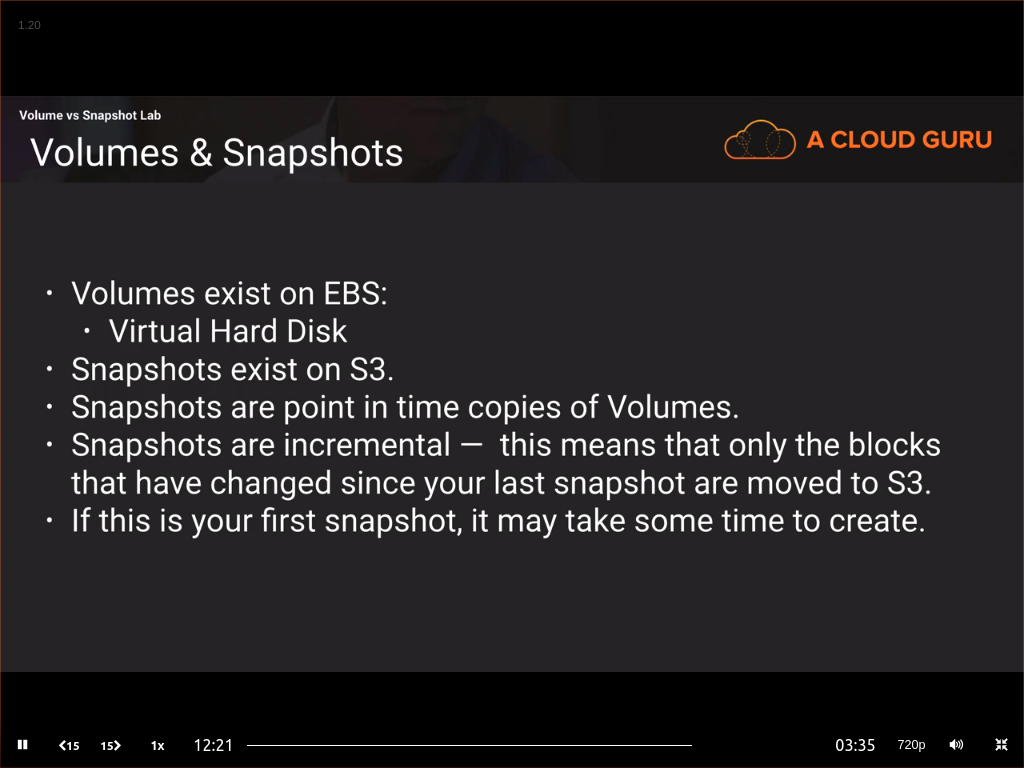 1.20
Volume vs Snapshot Lab
Volumes & Snapshots
A CLOUD GURU
• Volumes exist on EBS:
• Virtual Hard Disk
• Snapshots exist on S3.
• Snapshots are point in time copies of Volumes.
• Snapshots are incremental — this means that only the blocks
that have changed since your last snapshot are moved to S3.
• If this is your first snapshot, it may take some time to create.
15 15 1x 12:21 03:35 720p